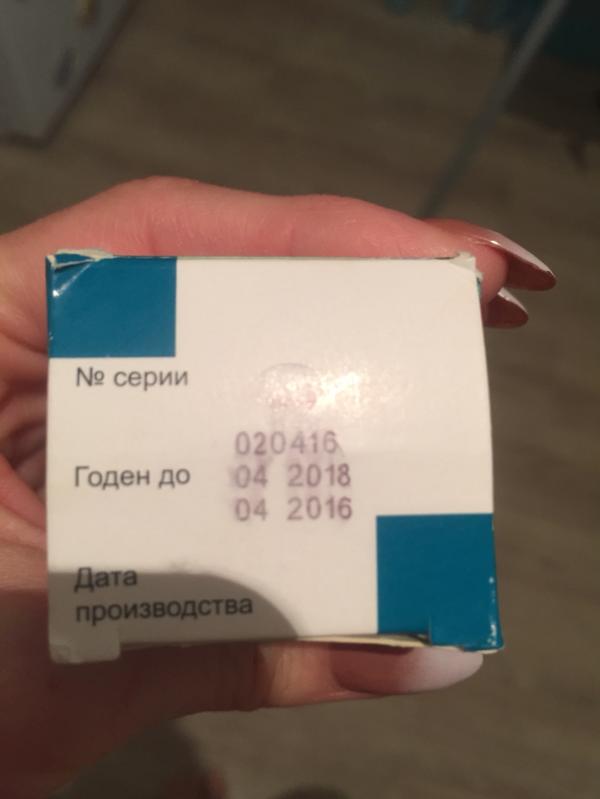 № серии
020416
Годен до 04 2018
04 2016
Дата
производства